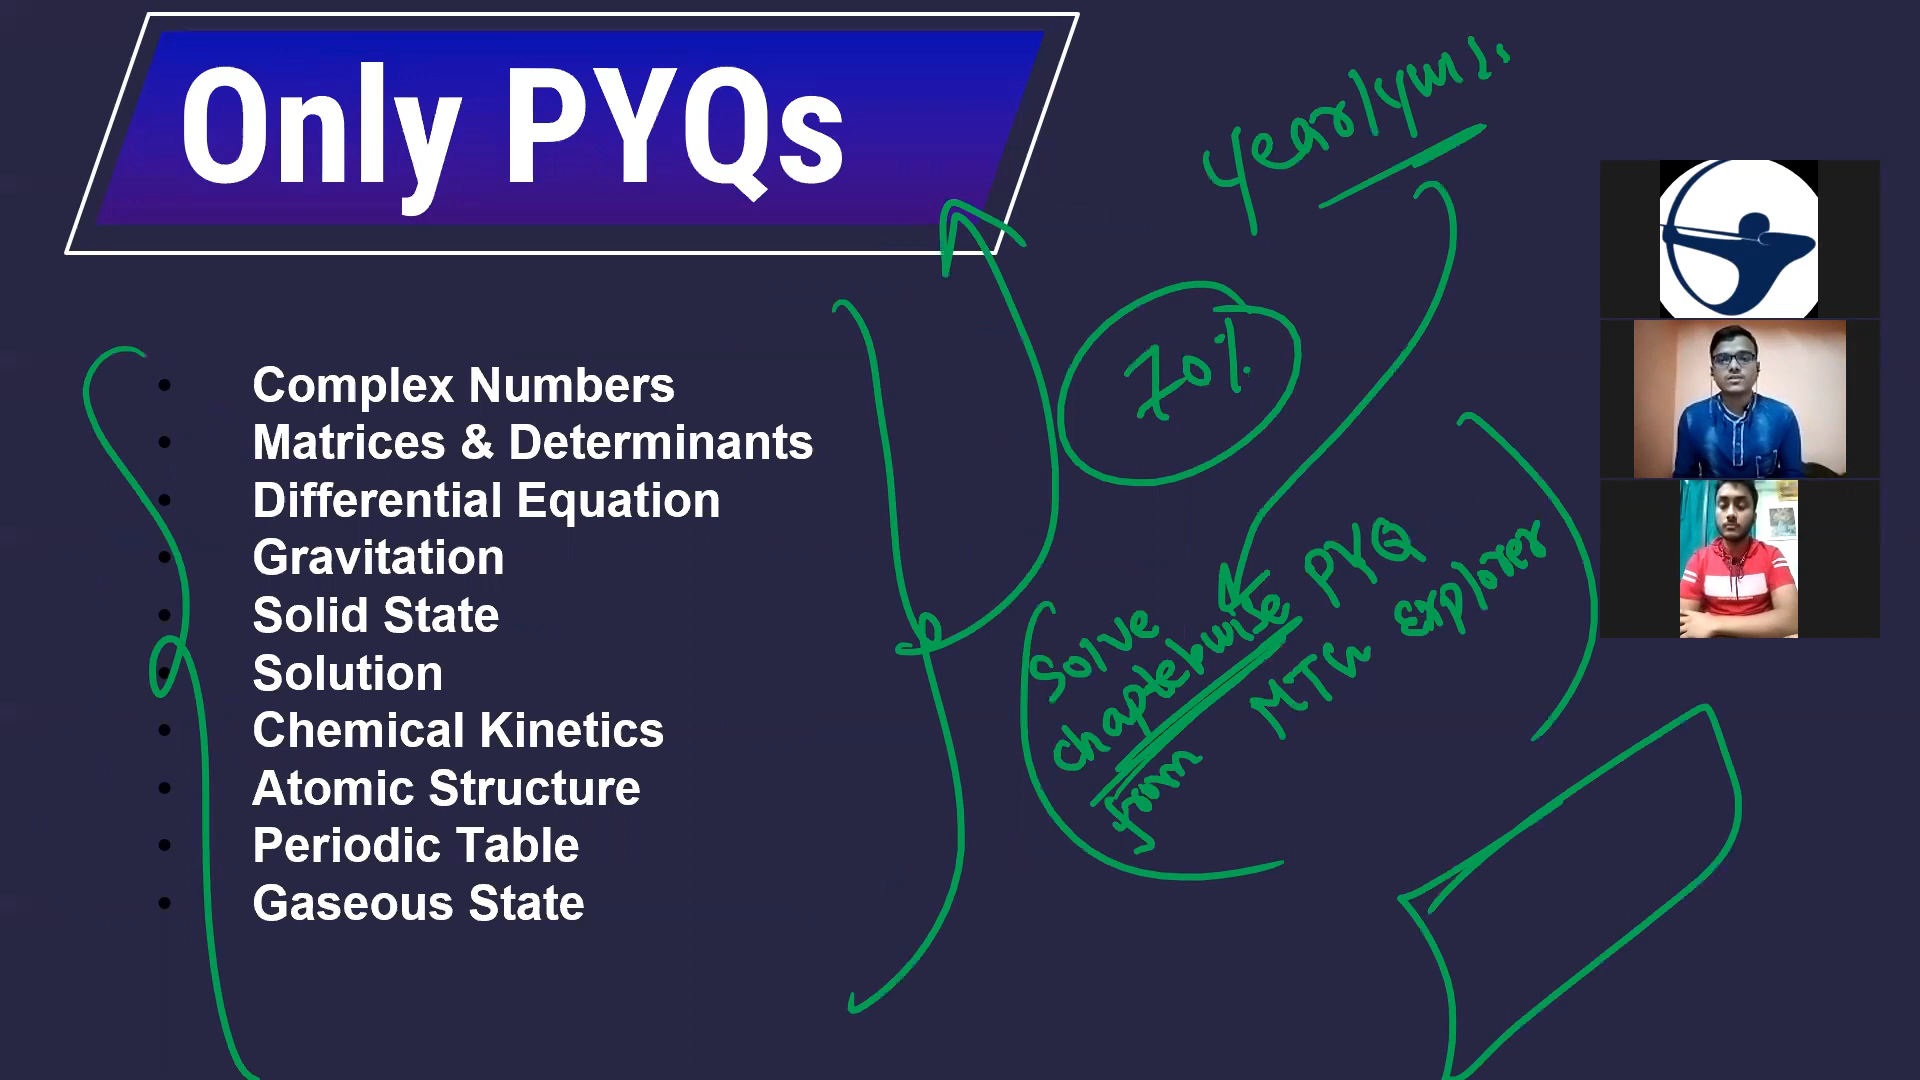 Only PYQs
Complex Numbers
Matrices & Determinants
Differential Equation
Gravitation
Solid State
Solution
Chemical Kinetics
Atomic Structure
Periodic Table
Gaseous State
70%
Solve
Chapterwise PYQ
from MTG Explorer